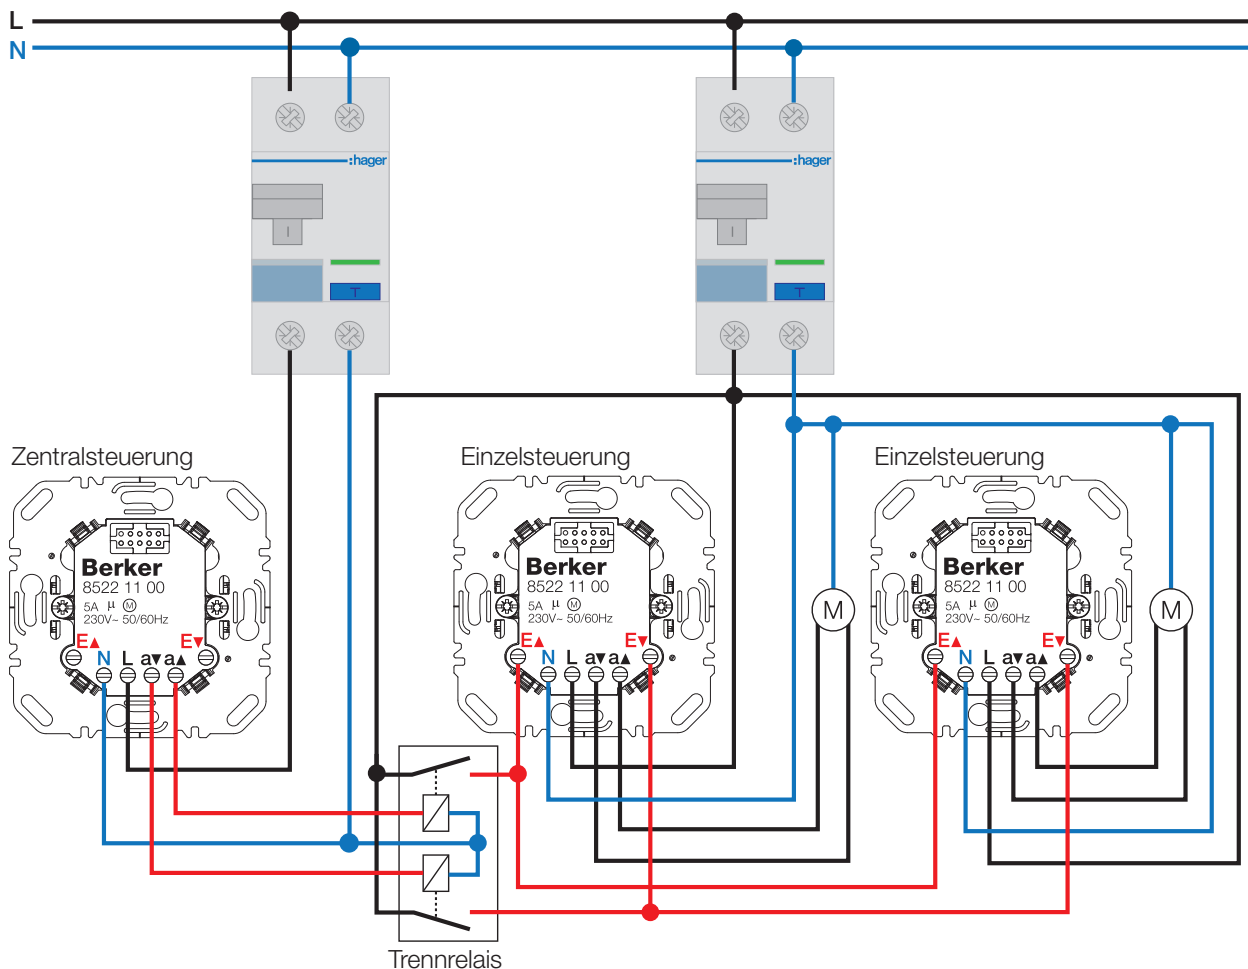 L
N
:hager
:hager
I
I
T
T
Zentralsteuerung
Einzelsteuerung
Einzelsteuerung
Berker
8522 11 00
5A µ M
230V~ 50/60Hz
E▲ E▼
N L a▼ a▲
Berker
8522 11 00
5A µ M
230V~ 50/60Hz
E▲ E▼
N L a▼ a▲
M
Berker
8522 11 00
5A µ M
230V~ 50/60Hz
E▲ E▼
N L a▼ a▲
M
Trennrelais